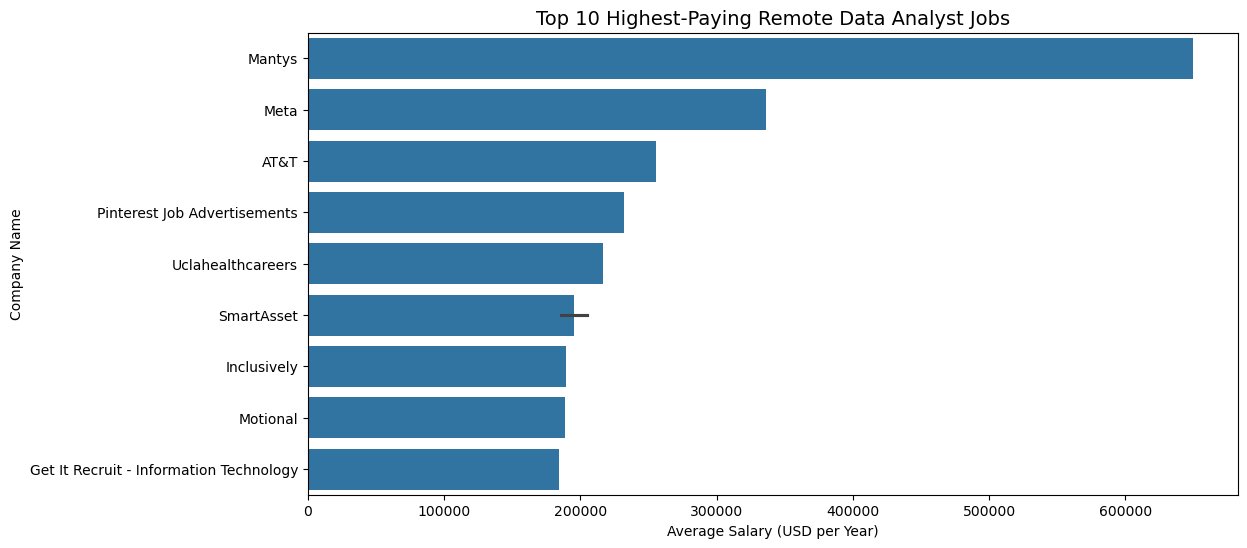 Top 10 Highest-Paying Remote Data Analyst Jobs
Company Name
Mantys
Meta
AT&T
Pinterest Job Advertisements
Uclahealthcareers
SmartAsset
Inclusively
Motional
Get It Recruit - Information Technology
0 100000 200000 300000 400000 500000 600000
Average Salary (USD per Year)